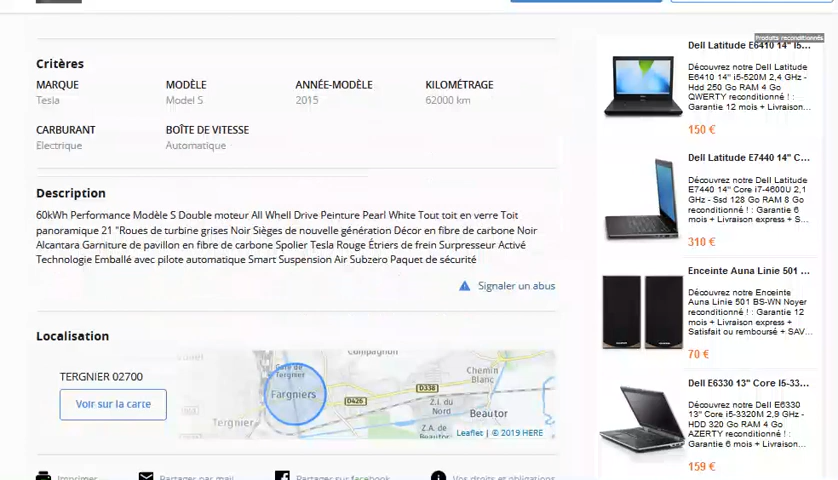 Critères
MARQUE
MODÈLE
ANNÉE-MODÈLE
KILOMÉTRAGE
Tesla
Model S
2015
62000 km
CARBURANT
BOÎTE DE VITESSE
Electrique
Automatique
Description
60kWh Performance Modèle S Double moteur All Whell Drive Peinture Pearl White Tout toit en verre Toit
panoramique 21 "Roues de turbine grises Noir Sièges de nouvelle génération Décor en fibre de carbone Noir
Alcantara Garniture de pavillon en fibre de carbone Spolier Tesla Rouge Étriers de frein Surpresseur Activé
Technologie Emballé avec pilote automatique Smart Suspension Air Subzero Paquet de sécurité
Signaler un abus
Localisation
TERGNIER 02700
Voir sur la carte
Compagnon
Gare de
Tergnier
Fargniers
Tergnier
D426
D338
Chemin
Blanc
Z.I. du
Nord
Beautor
Z.A. de
Beautor
Leaflet | © 2019 HERE
Imprimer
Partager par mail
Partager sur facebook
Vos droits et obligations
Produits reconditionnés
Dell Latitude E6410 14" i5...
Découvrez notre Dell Latitude
E6410 14" i5-520M 2,4 GHz -
Hdd 250 Go RAM 4 Go
QWERTY reconditionné ! :
Garantie 12 mois + Livraison...
150 €
Dell Latitude E7440 14" C...
Découvrez notre Dell Latitude
E7440 14" Core i7-4600U 2,1
GHz - Ssd 128 Go RAM 8 Go
reconditionné ! : Garantie 6
mois + Livraison express + S...
310 €
Enceinte Auna Linie 501 ...
Découvrez notre Enceinte
Auna Linie 501 BS-WN Noyer
reconditionné ! : Garantie 12
mois + Livraison express +
Satisfait ou remboursé + SAV...
70 €
Dell E6330 13" Core I5-33...
Découvrez notre Dell E6330
13" Core i5-3320M 2,9 GHz -
HDD 320 Go RAM 4 Go
AZERTY reconditionné ! :
Garantie 6 mois + Livraison...
159 €